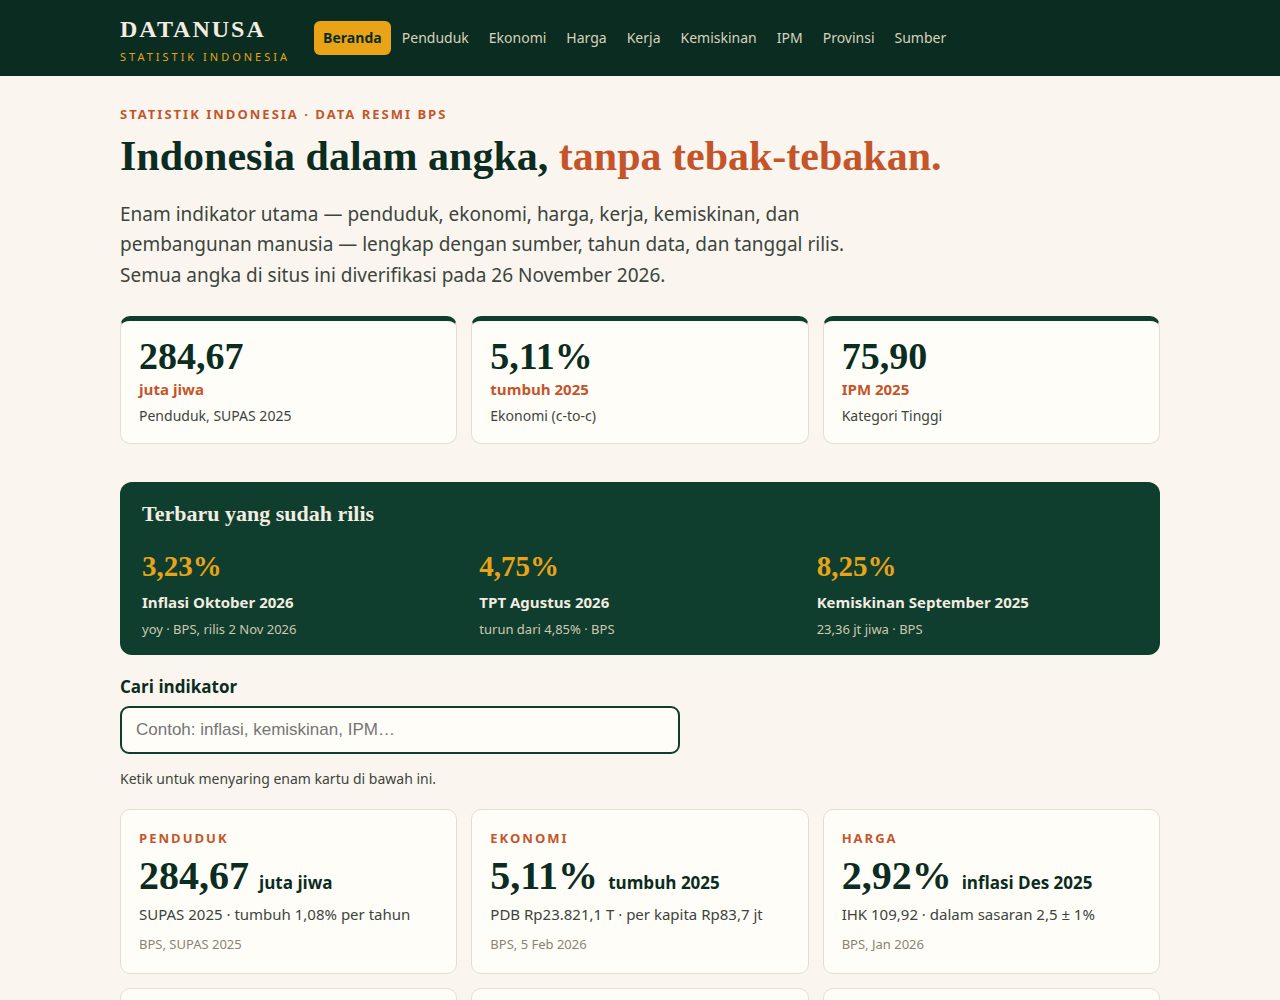 DATANUSA
STATISTIK INDONESIA
Beranda Penduduk Ekonomi Harga Kerja Kemiskinan IPM Provinsi Sumber
STATISTIK INDONESIA · DATA RESMI BPS
Indonesia dalam angka, tanpa tebak-tebakan.
Enam indikator utama — penduduk, ekonomi, harga, kerja, kemiskinan, dan
pembangunan manusia — lengkap dengan sumber, tahun data, dan tanggal rilis.
Semua angka di situs ini diverifikasi pada 26 November 2026.
284,67
juta jiwa
Penduduk, SUPAS 2025
5,11%
tumbuh 2025
Ekonomi (c-to-c)
75,90
IPM 2025
Kategori Tinggi
Terbaru yang sudah rilis
3,23%
Inflasi Oktober 2026
yoy · BPS, rilis 2 Nov 2026
4,75%
TPT Agustus 2026
turun dari 4,85% · BPS
8,25%
Kemiskinan September 2025
23,36 jt jiwa · BPS
Cari indikator
Contoh: inflasi, kemiskinan, IPM…
Ketik untuk menyaring enam kartu di bawah ini.
PENDUDUK
284,67 juta jiwa
SUPAS 2025 · tumbuh 1,08% per tahun
BPS, SUPAS 2025
EKONOMI
5,11% tumbuh 2025
PDB Rp23.821,1 T · per kapita Rp83,7 jt
BPS, 5 Feb 2026
HARGA
2,92% inflasi Des 2025
IHK 109,92 · dalam sasaran 2,5 ± 1%
BPS, Jan 2026